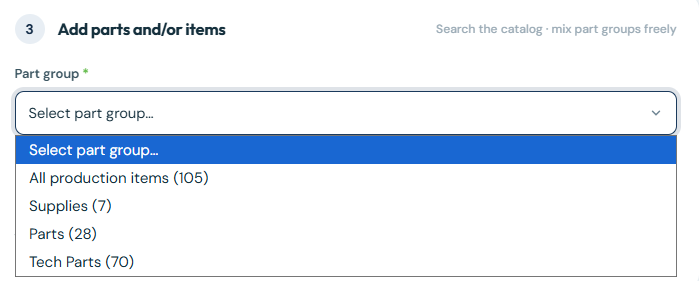 3 Add parts and/or items Search the catalog · mix part groups freely
Part group *
Select part group...
Select part group...
All production items (105)
Supplies (7)
Parts (28)
Tech Parts (70)